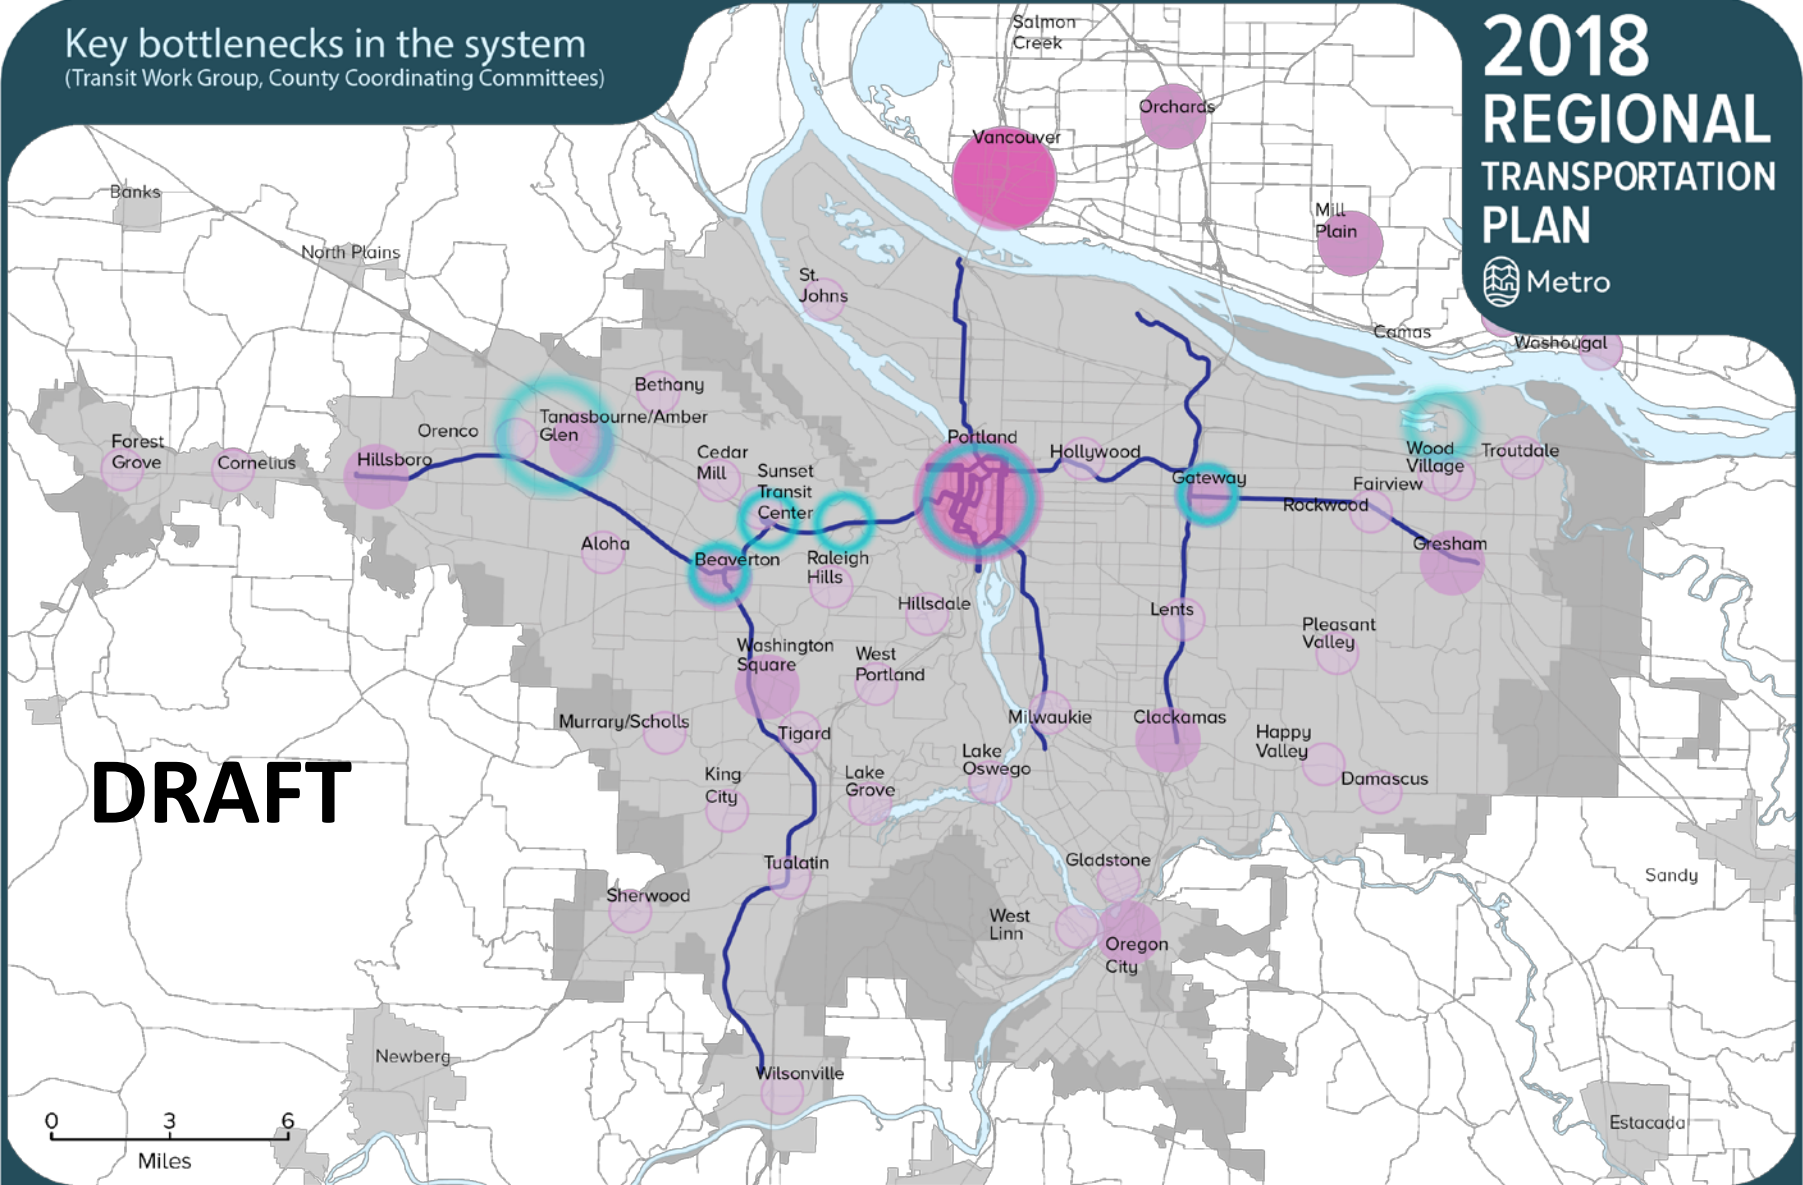 Key bottlenecks in the system
(Transit Work Group, County Coordinating Committees)
2018
REGIONAL
TRANSPORTATION
PLAN
Metro
Salmon
Creek
Orchards
Vancouver
Mill
Plain
Banks
North Plains
St.
Johns
Camas
Washougal
Bethany
Tanasbourne/Amber
Glen
Orenco
Forest
Grove
Cornelius
Hillsboro
Cedar
Mill
Sunset
Transit
Center
Portland
Hollywood
Gateway
Wood
Village
Troutdale
Fairview
Rockwood
Gresham
Aloha
Beaverton
Raleigh
Hills
Hillsdale
Lents
Pleasant
Valley
Washington
Square
West
Portland
Murrary/Scholls
Tigard
Milwaukie
Clackamas
Happy
Valley
Damascus
Lake
Oswego
King
City
Lake
Grove
DRAFT
Tualatin
Gladstone
Sandy
Sherwood
West
Linn
Oregon
City
Newberg
Wilsonville
Estacada
0 3 6
Miles